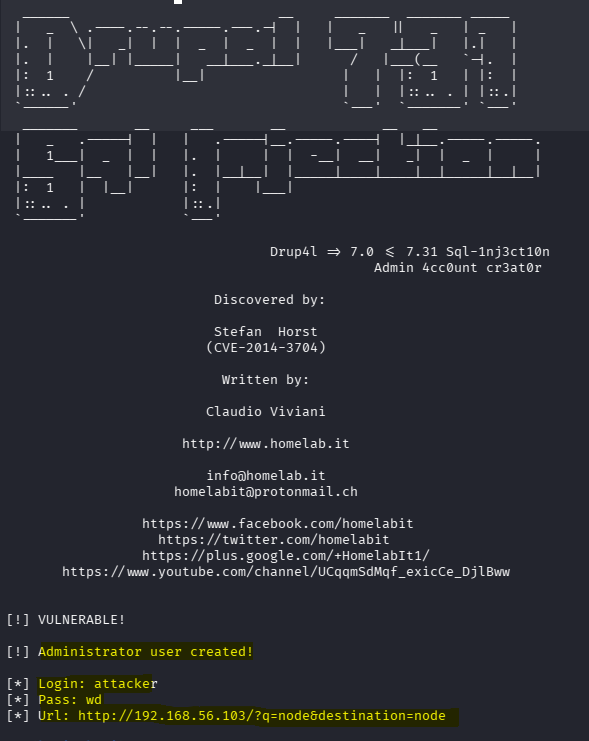 Drup4l => 7.0 <= 7.31 Sql-1nj3ct10n
Admin 4cc0unt cr3at0r
Discovered by:
Stefan Horst
(CVE-2014-3704)
Written by:
Claudio Viviani
http://www.homelab.it
info@homelab.it
homelabit@protonmail.ch
https://www.facebook.com/homelabit
https://twitter.com/homelabit
https://plus.google.com/+HomelabIt1/
https://www.youtube.com/channel/UCqqmSdMqf_exicCe_DjlBww
[!] VULNERABLE!
[!] Administrator user created!
[*] Login: attacker
[*] Pass: wd
[*] Url: http://192.168.56.103/?q=node&destination=node